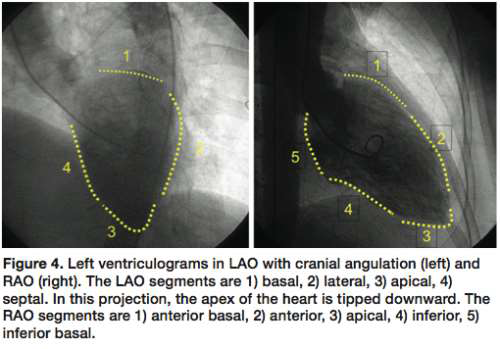 1
2
3
4
1
2
3
4
5
Figure 4. Left ventriculograms in LAO with cranial angulation (left) and
RAO (right). The LAO segments are 1) basal, 2) lateral, 3) apical, 4)
septal. In this projection, the apex of the heart is tipped downward. The
RAO segments are 1) anterior basal, 2) anterior, 3) apical, 4) inferior, 5)
inferior basal.